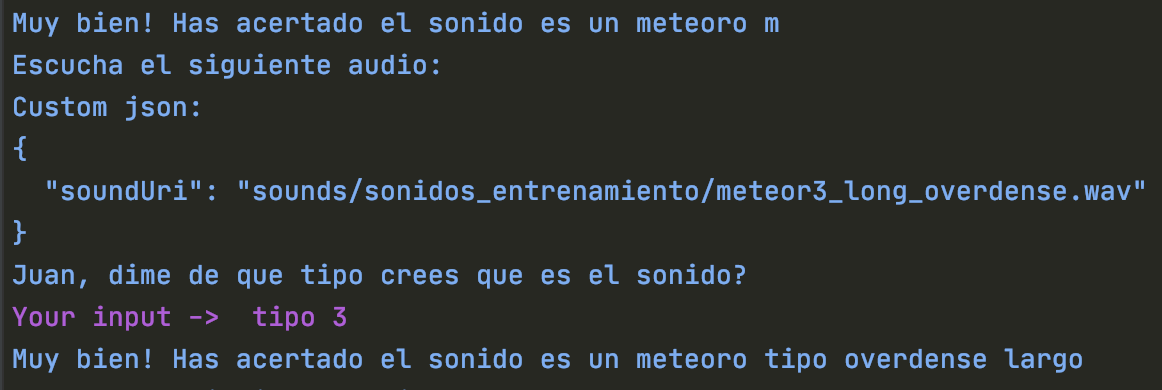 Muy bien! Has acertado el sonido es un meteoro m
Escucha el siguiente audio:
Custom json:
{
  "soundUri": "sounds/sonidos_entrenamiento/meteor3_long_overdense.wav"
}
Juan, dime de que tipo crees que es el sonido?
Your input ->  tipo 3
Muy bien! Has acertado el sonido es un meteoro tipo overdense largo